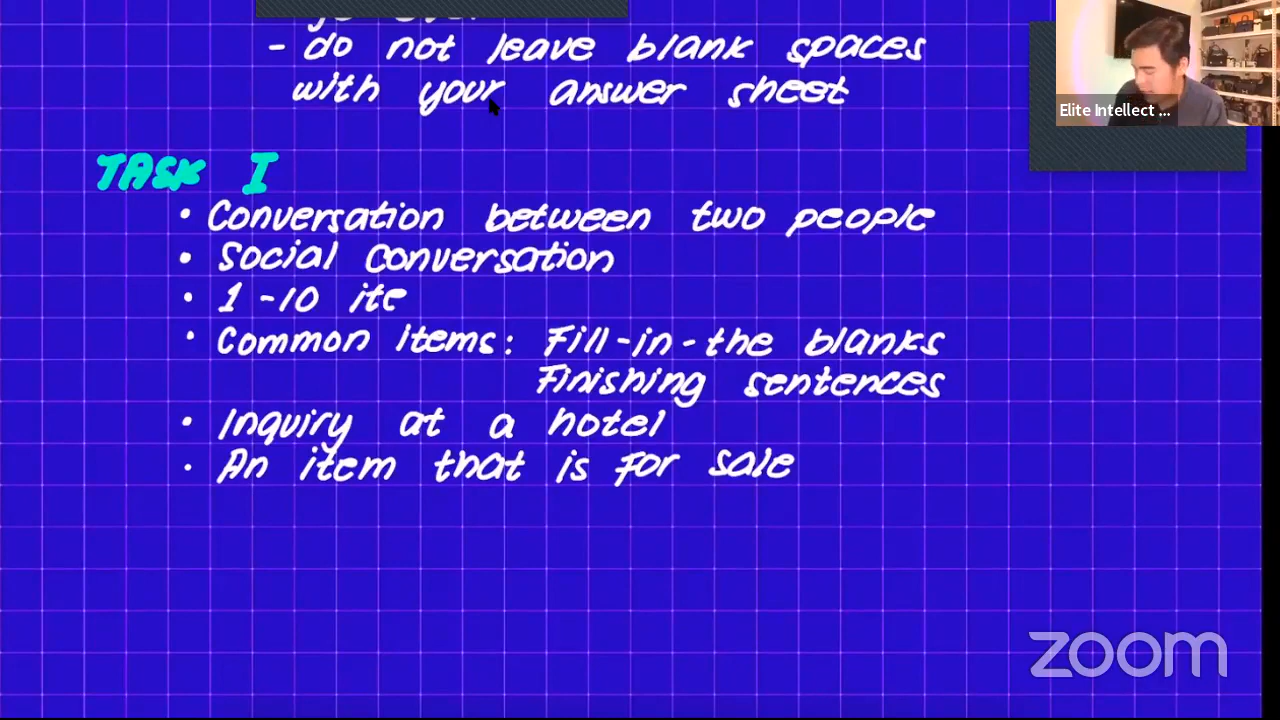 - do not leave blank spaces
with your answer sheet
Elite Intellect ...
TASK I
• Conversation between two people
• Social Conversation
• 1-10 ite
• Common items: Fill-in-the blanks
Finishing sentences
• Inquiry at a hotel
• An item that is for sale
zoom